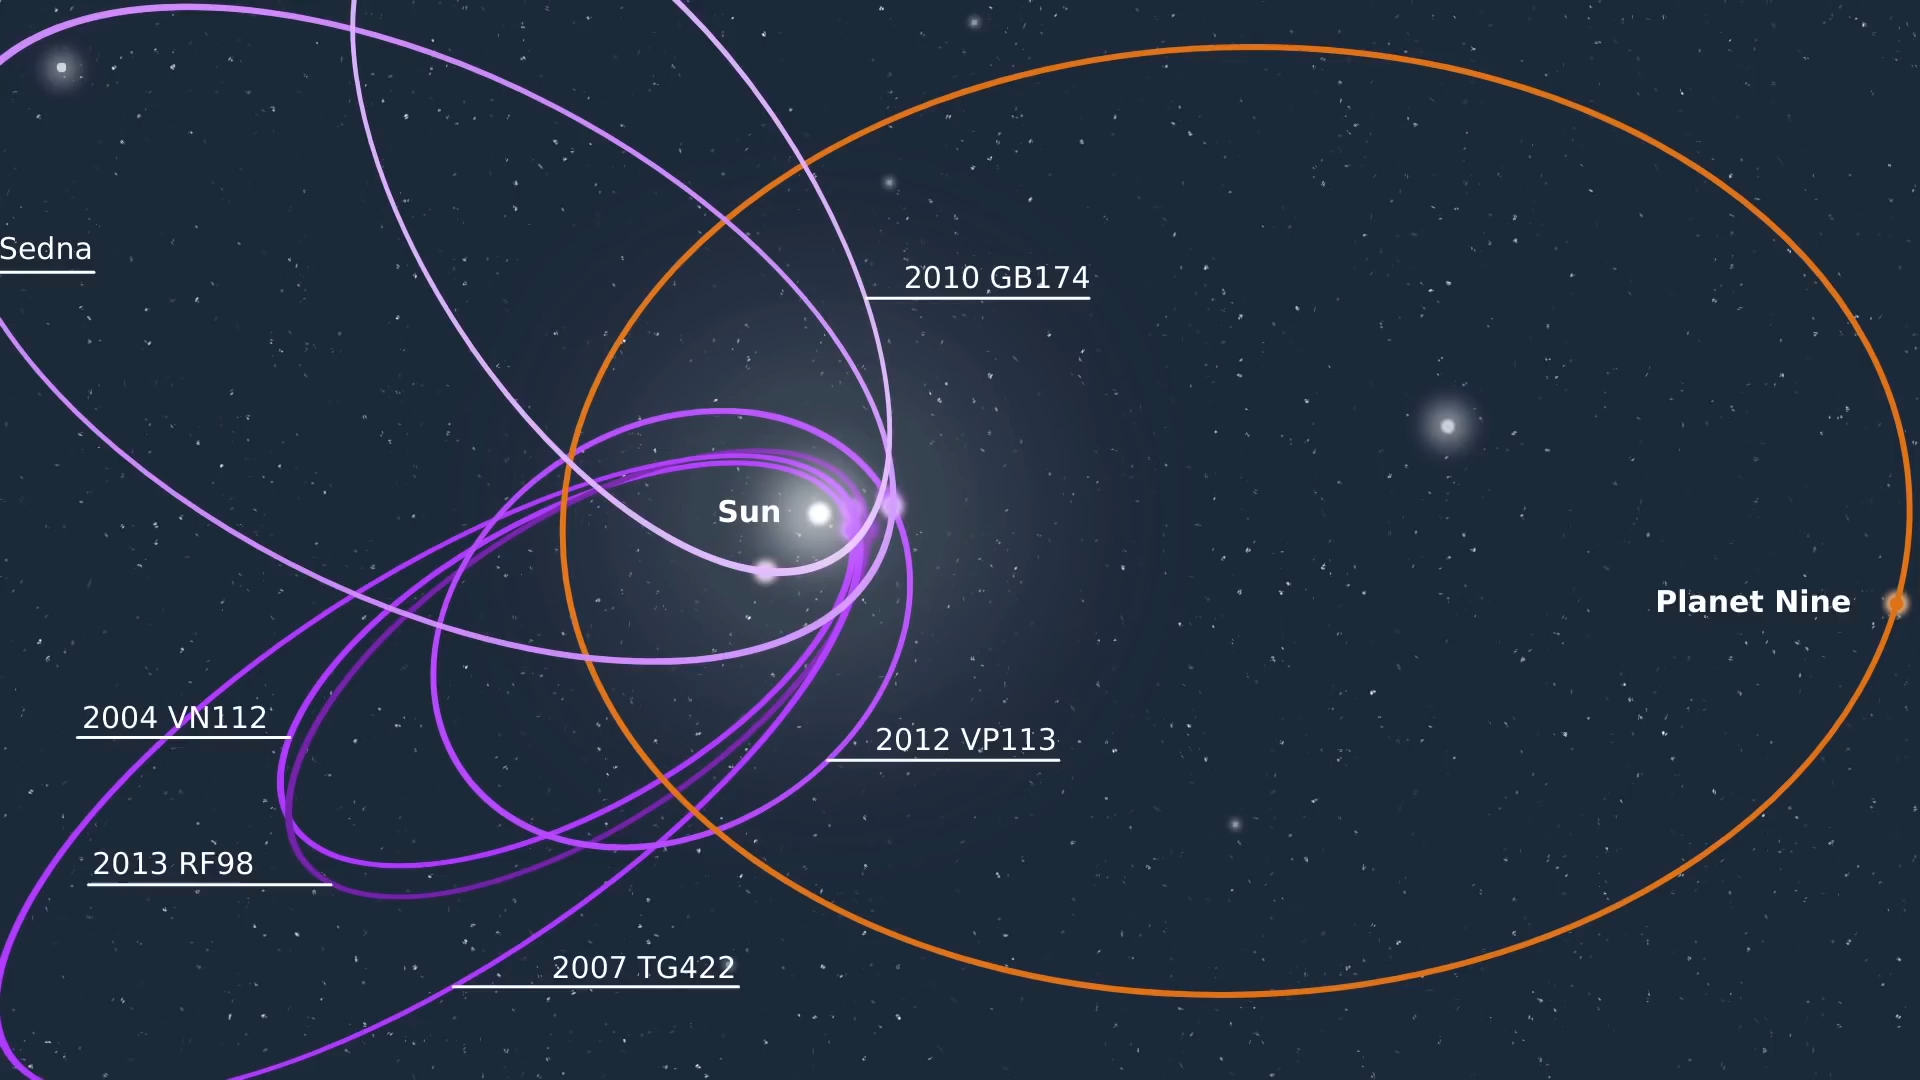 Sedna
2010 GB174
Sun
Planet Nine
2004 VN112
2012 VP113
2013 RF98
2007 TG422